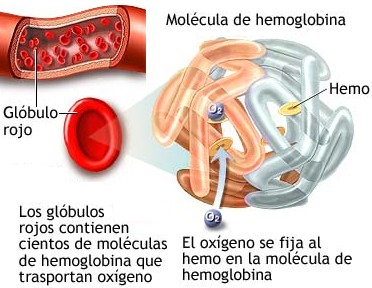 Molécula de hemoglobina
Hemo
Glóbulo
rojo
O₂
O₂
Los glóbulos
rojos contienen
cientos de moléculas
de hemoglobina que
trasportan oxígeno
El oxígeno se fija al
hemo en la molécula de
hemoglobina